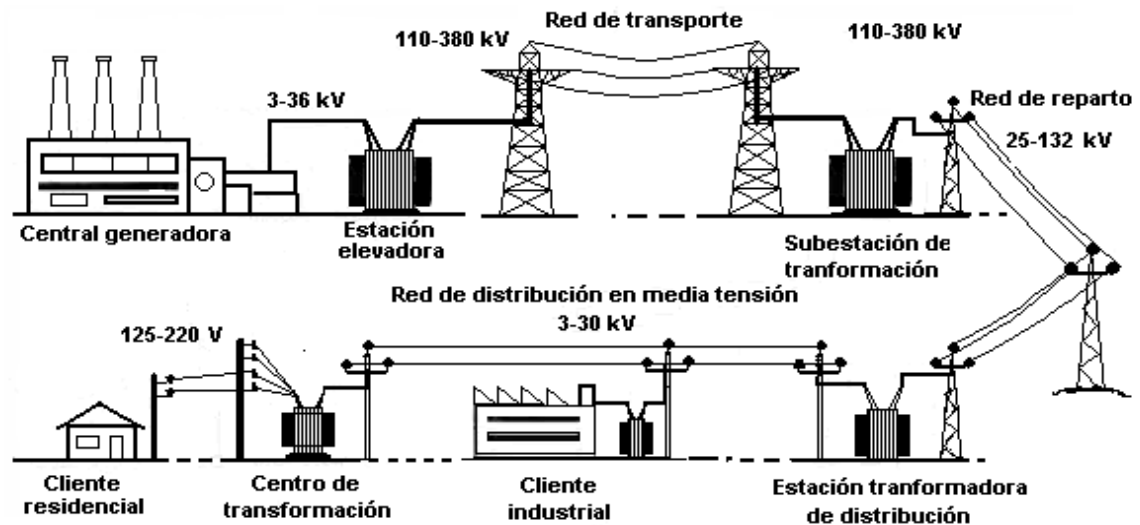 Red de transporte
110-380 kV
110-380 kV
3-36 kV
Red de reparto
25-132 kV
Central generadora
Estación
elevadora
Subestación de
tranformación
Red de distribución en media tensión
3-30 kV
125-220 V
Cliente
residencial
Centro de
transformación
Cliente
industrial
Estación tranformadora
de distribución